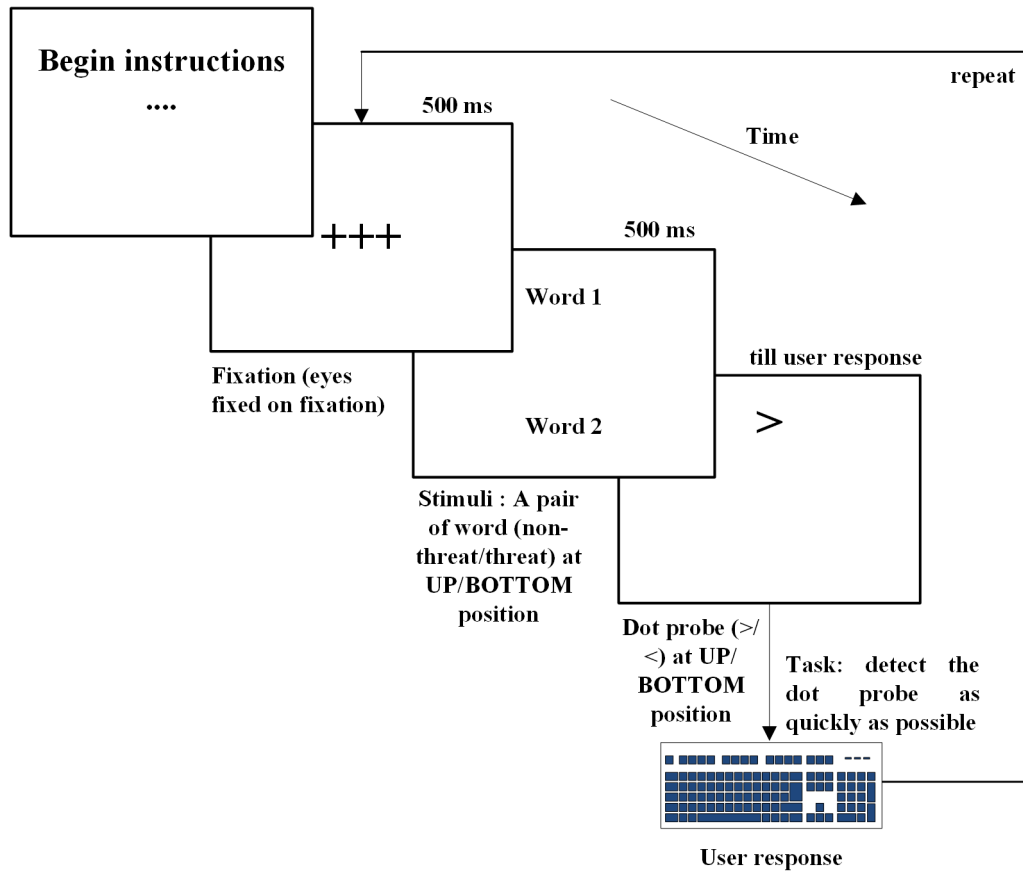 Begin instructions
....
repeat
500 ms
Time
+++
500 ms
Word 1
Fixation (eyes
fixed on fixation)
till user response
Word 2
>
Stimuli : A pair
of word (non-
threat/threat) at
UP/BOTTOM
position
Dot probe (>/
<) at UP/
BOTTOM
position
Task: detect the
dot probe as
quickly as possible
User response